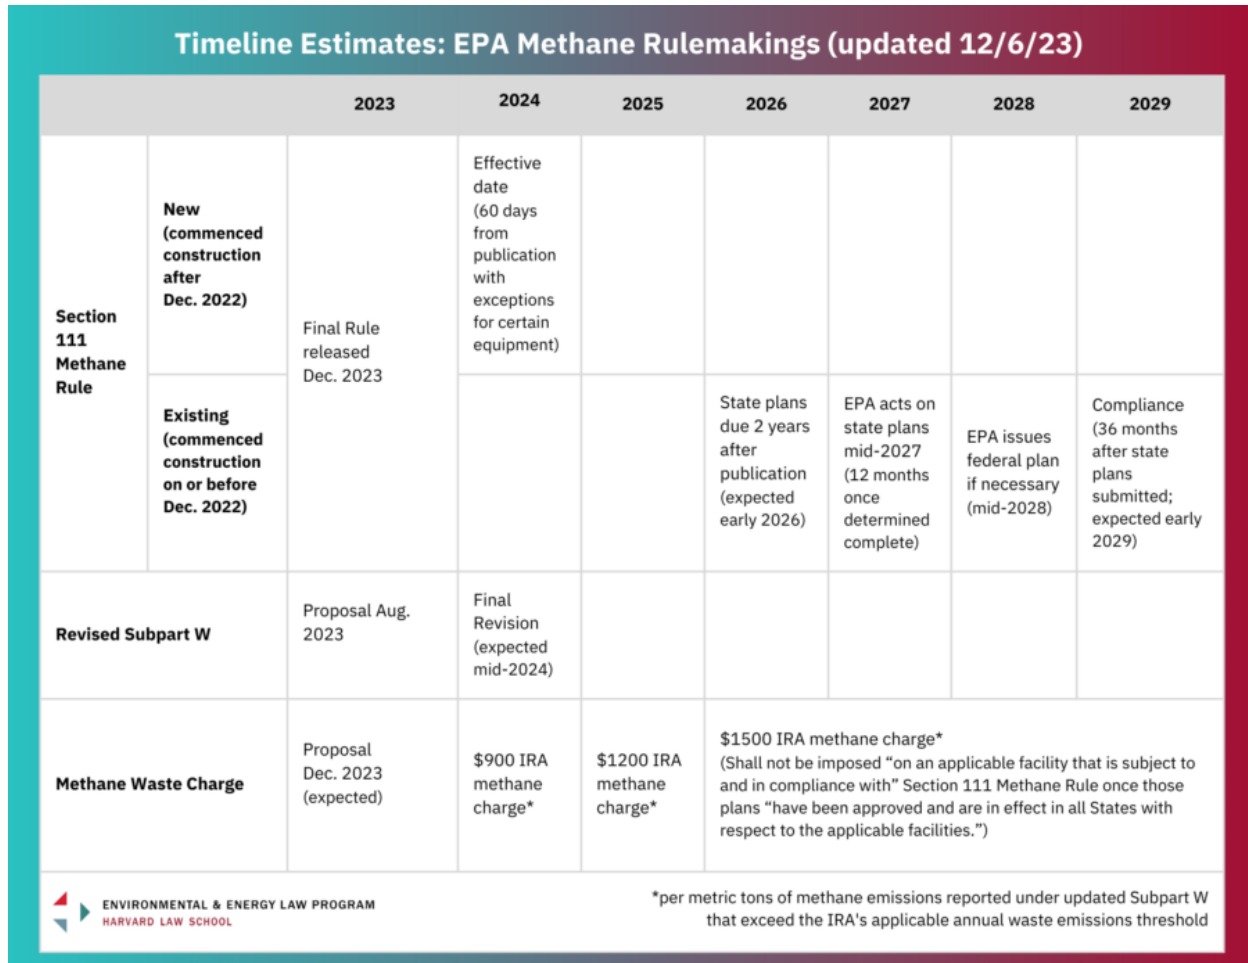 Timeline Estimates: EPA Methane Rulemakings (updated 12/6/23)
2023
2024
2025
2026
2027
2028
2029
Section
111
Methane
Rule
New
(commenced
construction
after
Dec. 2022)
Final Rule
released
Dec. 2023
Effective
date
(60 days
from
publication
with
exceptions
for certain
equipment)
Existing
(commenced
construction
on or before
Dec. 2022)
State plans
due 2 years
after
publication
(expected
early 2026)
EPA acts on
state plans
mid-2027
(12 months
once
determined
complete)
EPA issues
federal plan
if necessary
(mid-2028)
Compliance
(36 months
after state
plans
submitted;
expected early
2029)
Revised Subpart W
Proposal Aug.
2023
Final
Revision
(expected
mid-2024)
Methane Waste Charge
Proposal
Dec. 2023
(expected)
$900 IRA
methane
charge*
$1200 IRA
methane
charge*
$1500 IRA methane charge*
(Shall not be imposed “on an applicable facility that is subject to
and in compliance with” Section 111 Methane Rule once those
plans “have been approved and are in effect in all States with
respect to the applicable facilities.”)
ENVIRONMENTAL & ENERGY LAW PROGRAM
HARVARD LAW SCHOOL
*per metric tons of methane emissions reported under updated Subpart W
that exceed the IRA's applicable annual waste emissions threshold